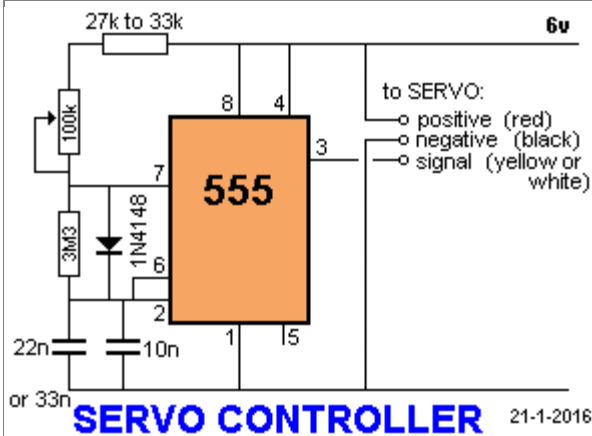 27k to 33k
6v
to SERVO:
8
4
positive (red)
100k
negative (black)
3
signal (yellow or
white)
7
555
1N4148
3M3
6
2
22n
10n
1
5
or 33n
SERVO CONTROLLER
21-1-2016